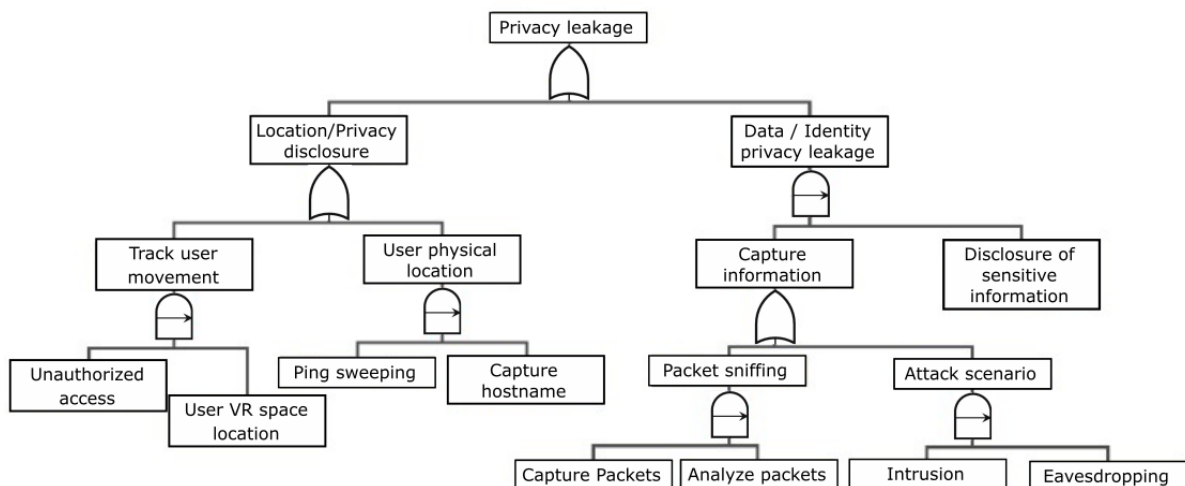 Privacy leakage
Location/Privacy
disclosure
Data / Identity
privacy leakage
Track user
movement
User physical
location
Capture
information
Disclosure of
sensitive
information
Unauthorized
access
User VR space
location
Ping sweeping
Capture
hostname
Packet sniffing
Attack scenario
Capture Packets
Analyze packets
Intrusion
Eavesdropping